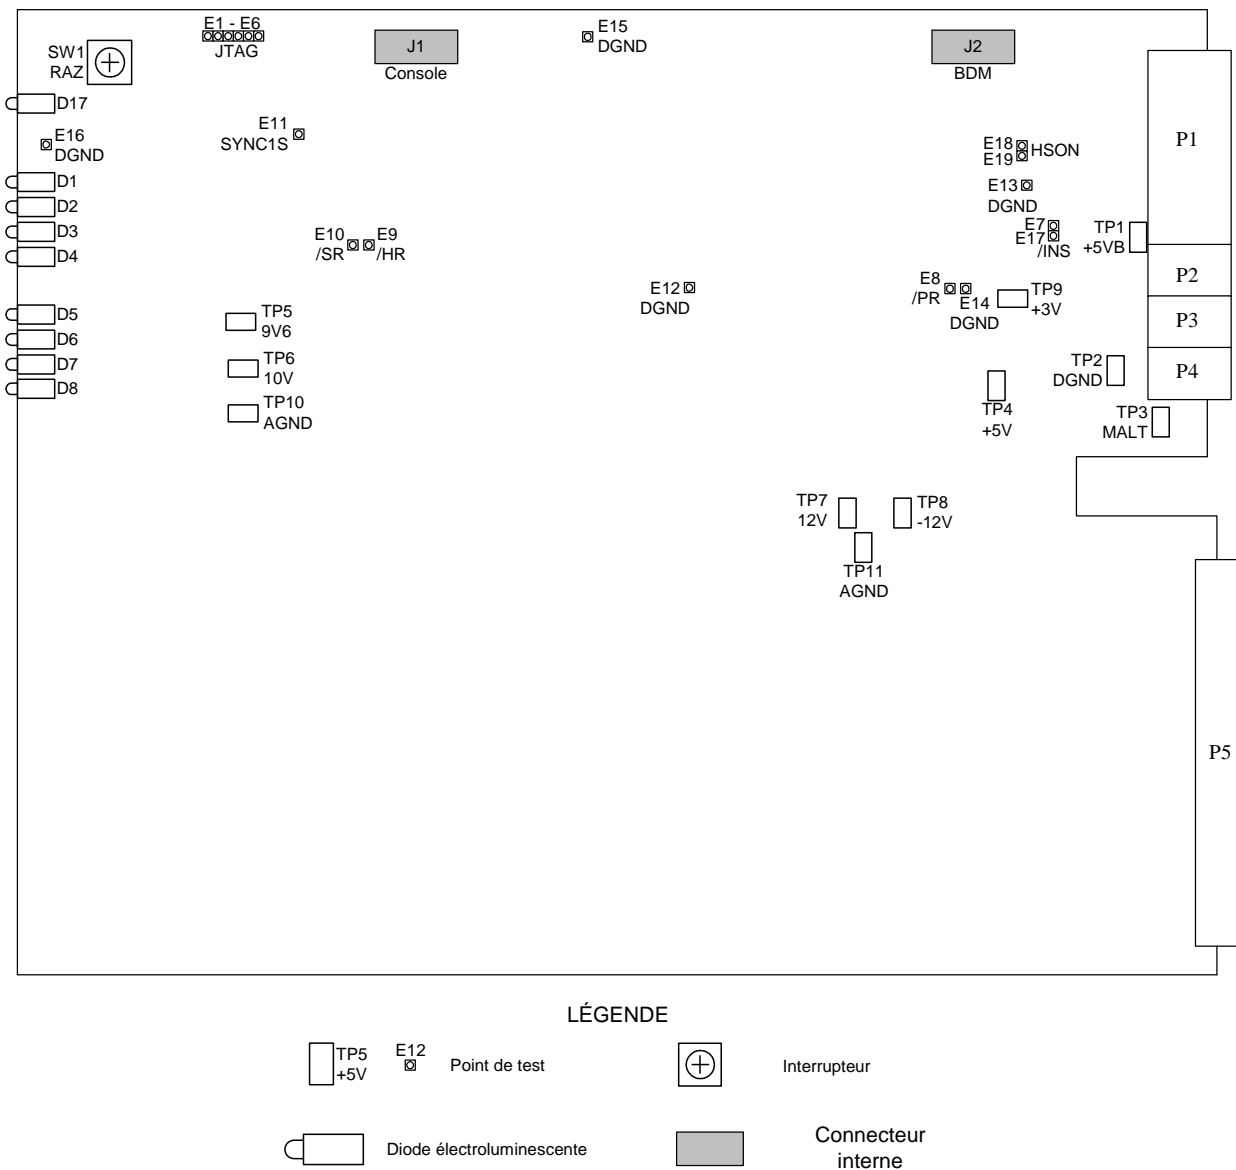 E1 - E6
JTAG
SW1
RAZ
J1
Console
E15
DGND
J2
BDM
D17
E16
DGND
E11
SYNC1S
E18
E19
HSON
P1
D1
D2
D3
D4
E13
DGND
E10
/SR
E9
/HR
E7
E17
/INS
TP1
+5VB
P2
E12
DGND
E8
/PR
E14
DGND
TP9
+3V
P3
D5
D6
D7
D8
TP5
9V6
TP6
10V
TP10
AGND
TP2
DGND
P4
TP4
+5V
TP3
MALT
TP7
12V
TP8
-12V
TP11
AGND
P5
LÉGENDE
TP5
+5V
E12
Point de test
Interrupteur
Diode électroluminescente
Connecteur
interne